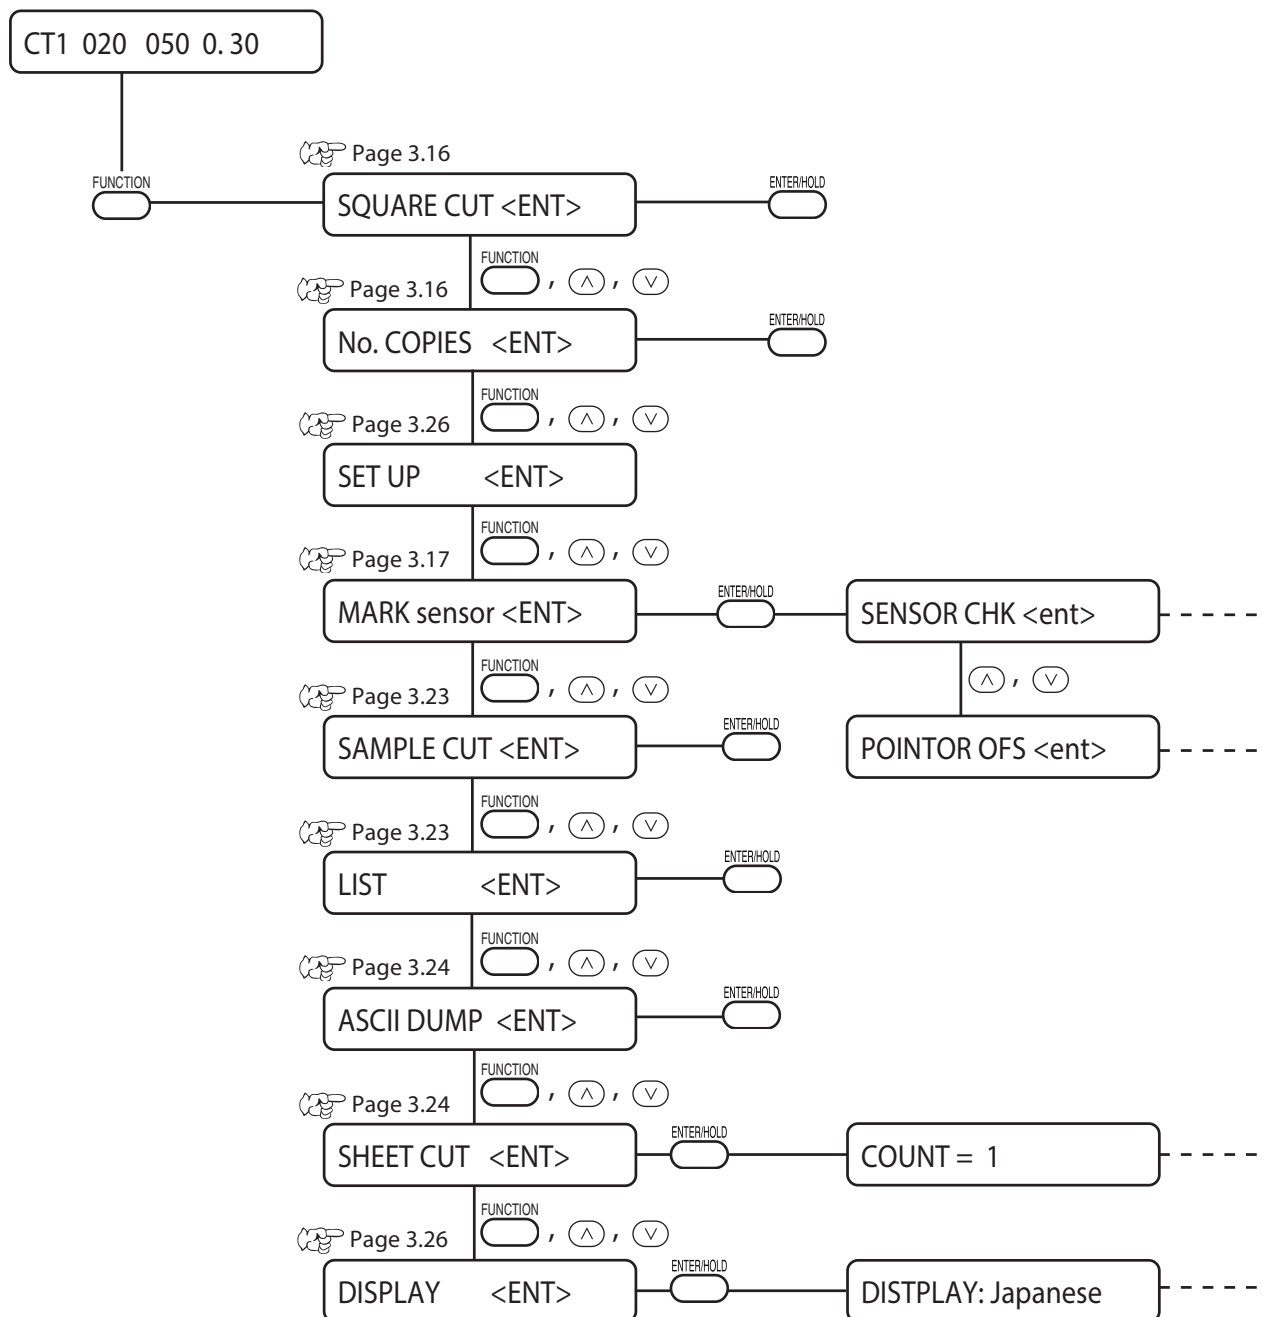 CT1 020 050 0.30
Page 3.16
FUNCTION
SQUARE CUT <ENT>
ENTER/HOLD
FUNCTION
, ,
Page 3.16
No. COPIES <ENT>
ENTER/HOLD
FUNCTION
, ,
Page 3.26
SET UP <ENT>
FUNCTION
, ,
Page 3.17
MARK sensor <ENT>
ENTER/HOLD
SENSOR CHK <ent>
,
FUNCTION
, ,
Page 3.23
SAMPLE CUT <ENT>
ENTER/HOLD
POINTOR OFS <ent>
FUNCTION
, ,
Page 3.23
LIST <ENT>
ENTER/HOLD
FUNCTION
, ,
Page 3.24
ASCII DUMP <ENT>
ENTER/HOLD
FUNCTION
, ,
Page 3.24
SHEET CUT <ENT>
ENTER/HOLD
COUNT = 1
FUNCTION
, ,
Page 3.26
DISPLAY <ENT>
ENTER/HOLD
DISTPLAY: Japanese